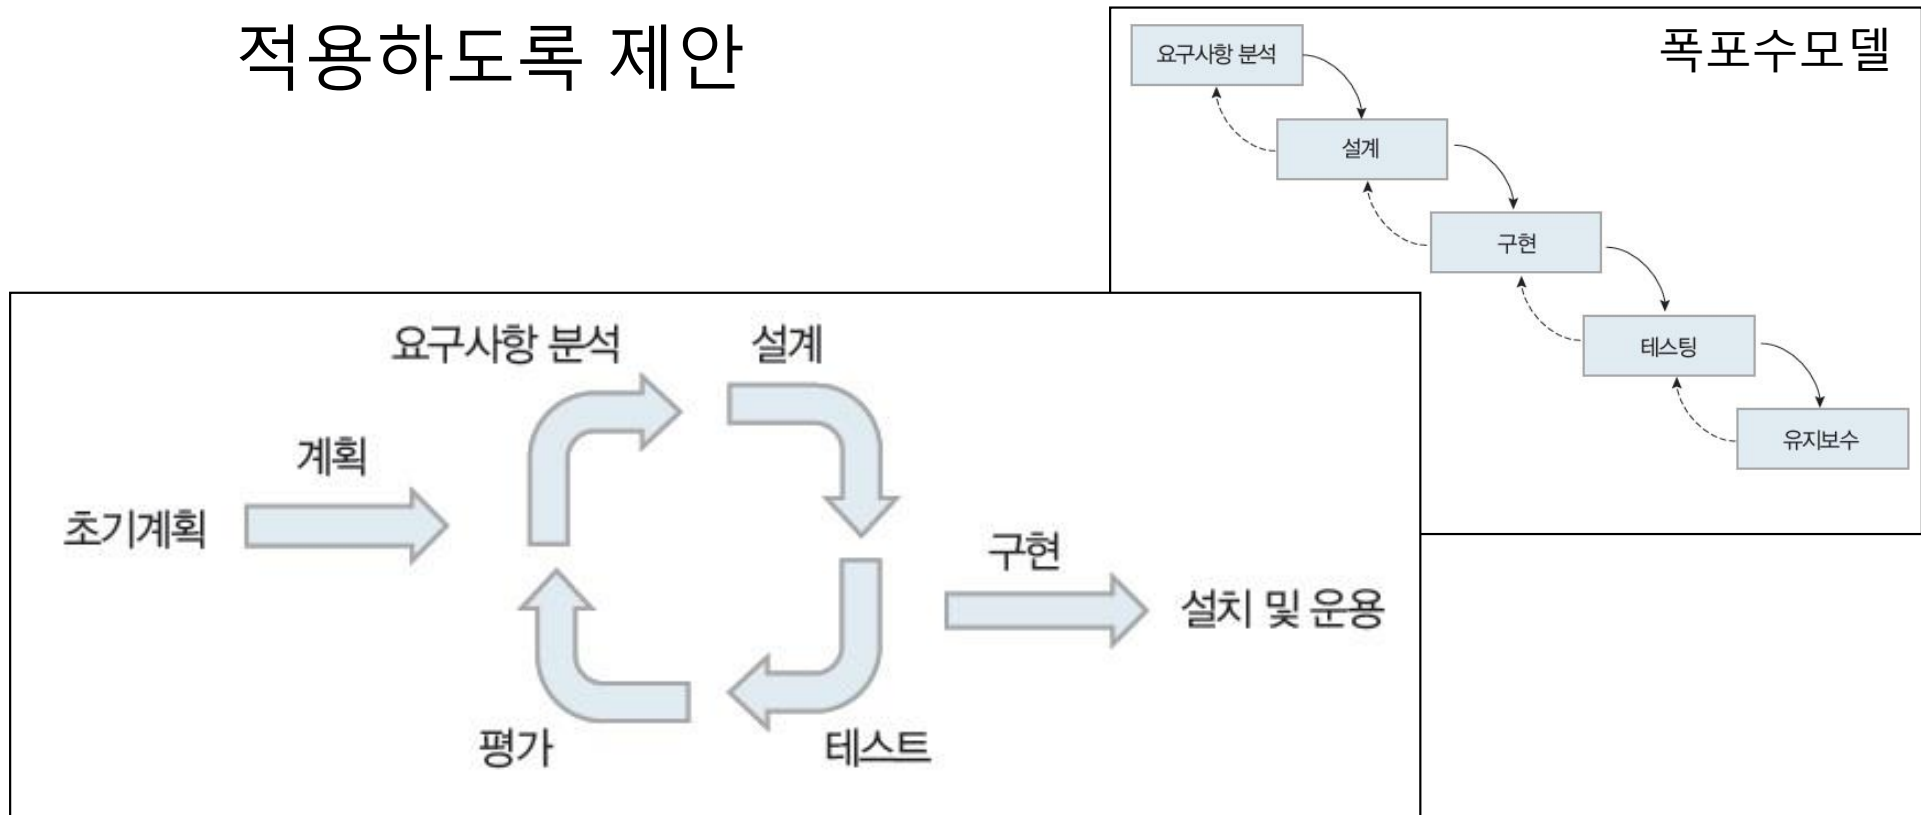 적용하도록 제안
폭포수모델
요구사항 분석
설계
구현
테스팅
유지보수
요구사항 분석
설계
계획
초기계획
구현
설치 및 운용
평가
테스트